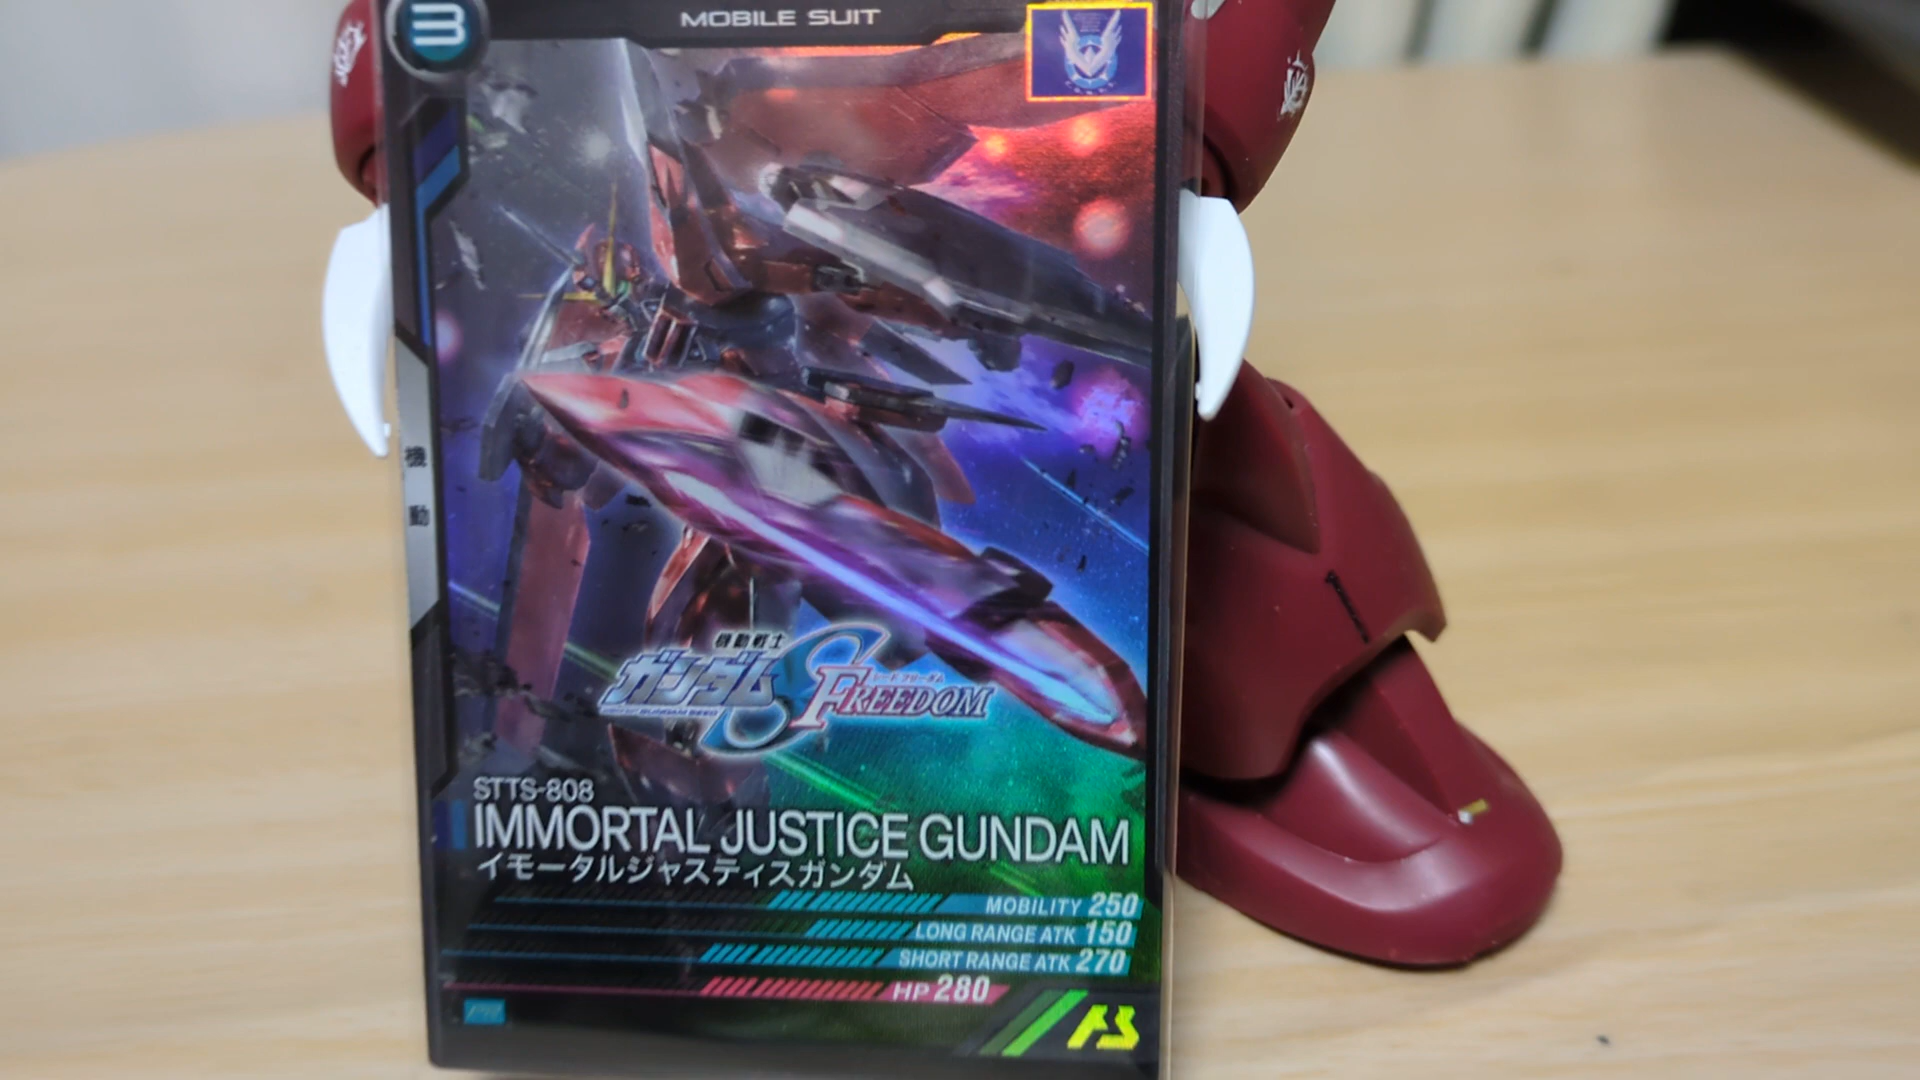 3
MOBILE SUIT
機動
機動戦士
ガンダム
SEED FREEDOM
STTS-808
IMMORTAL JUSTICE GUNDAM
イモータルジャスティスガンダム
MOBILITY 250
LONG RANGE ATK 150
SHORT RANGE ATK 270
HP 280